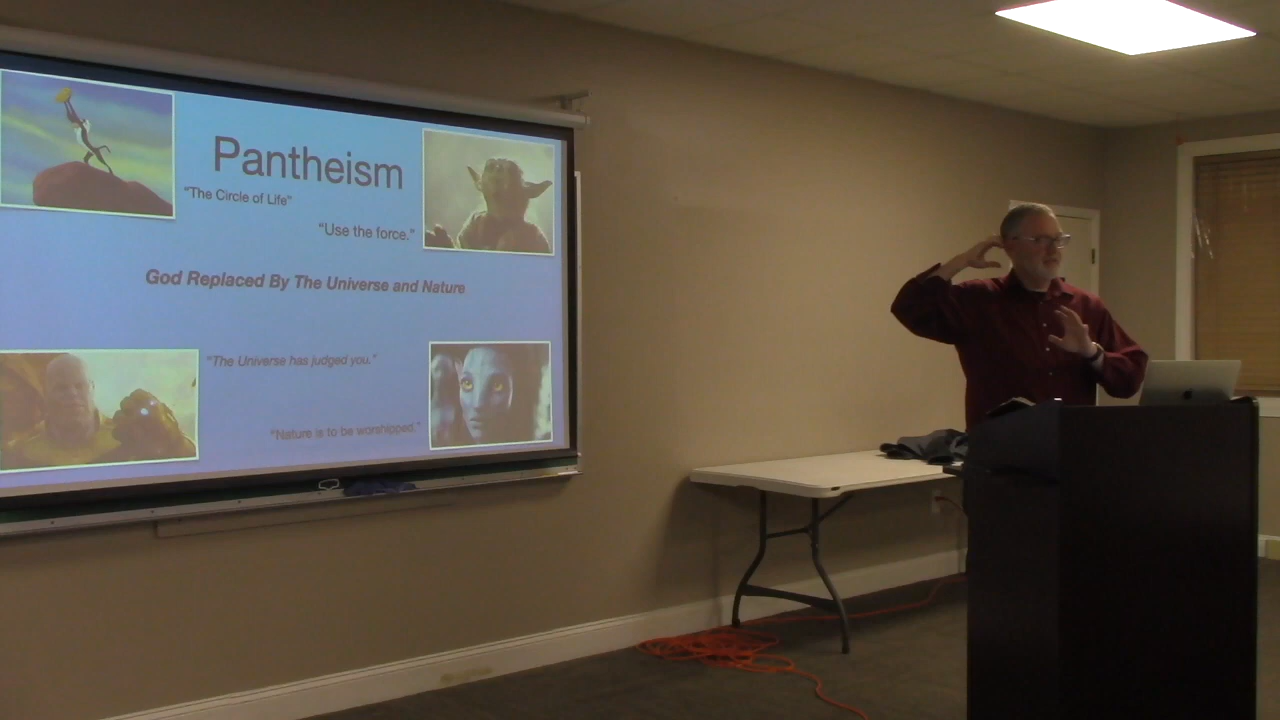 Pantheism
"The Circle of Life"
"Use the force."
God Replaced By The Universe and Nature
"The Universe has judged you."
"Nature is to be worshipped."